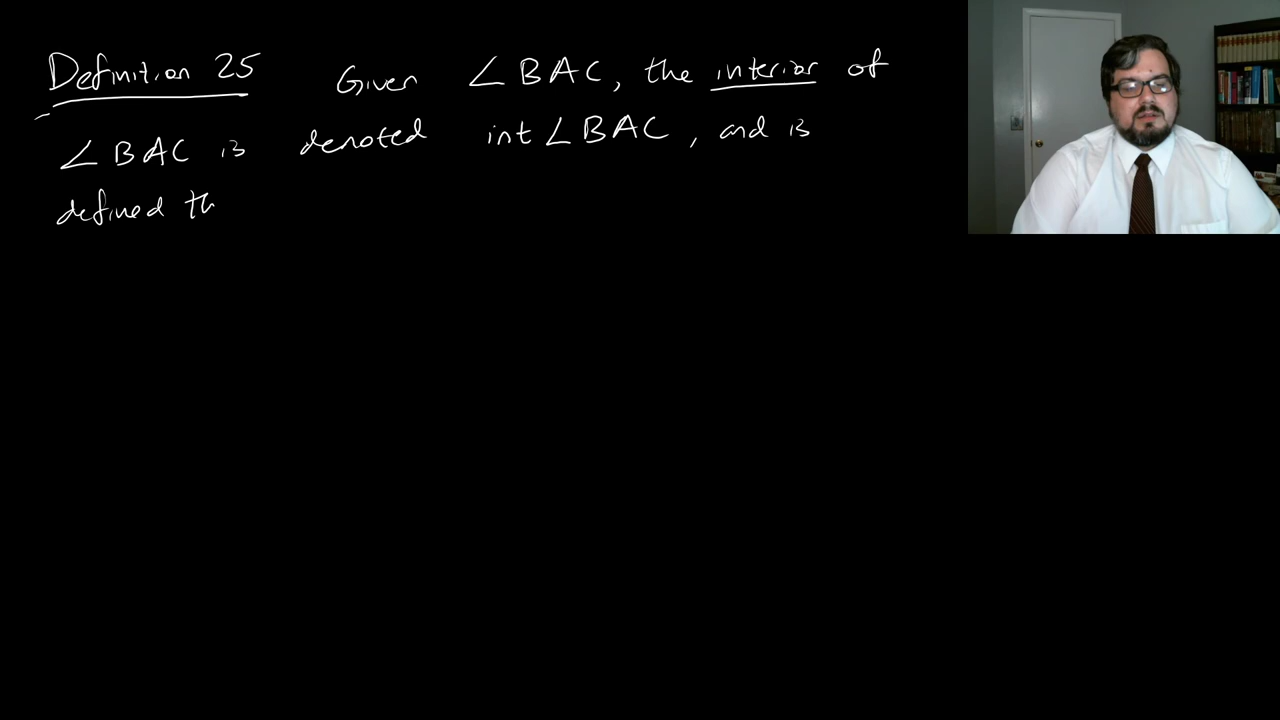 Definition 25 Given ∠BAC, the interior of
∠BAC is denoted int ∠BAC, and is
defined th